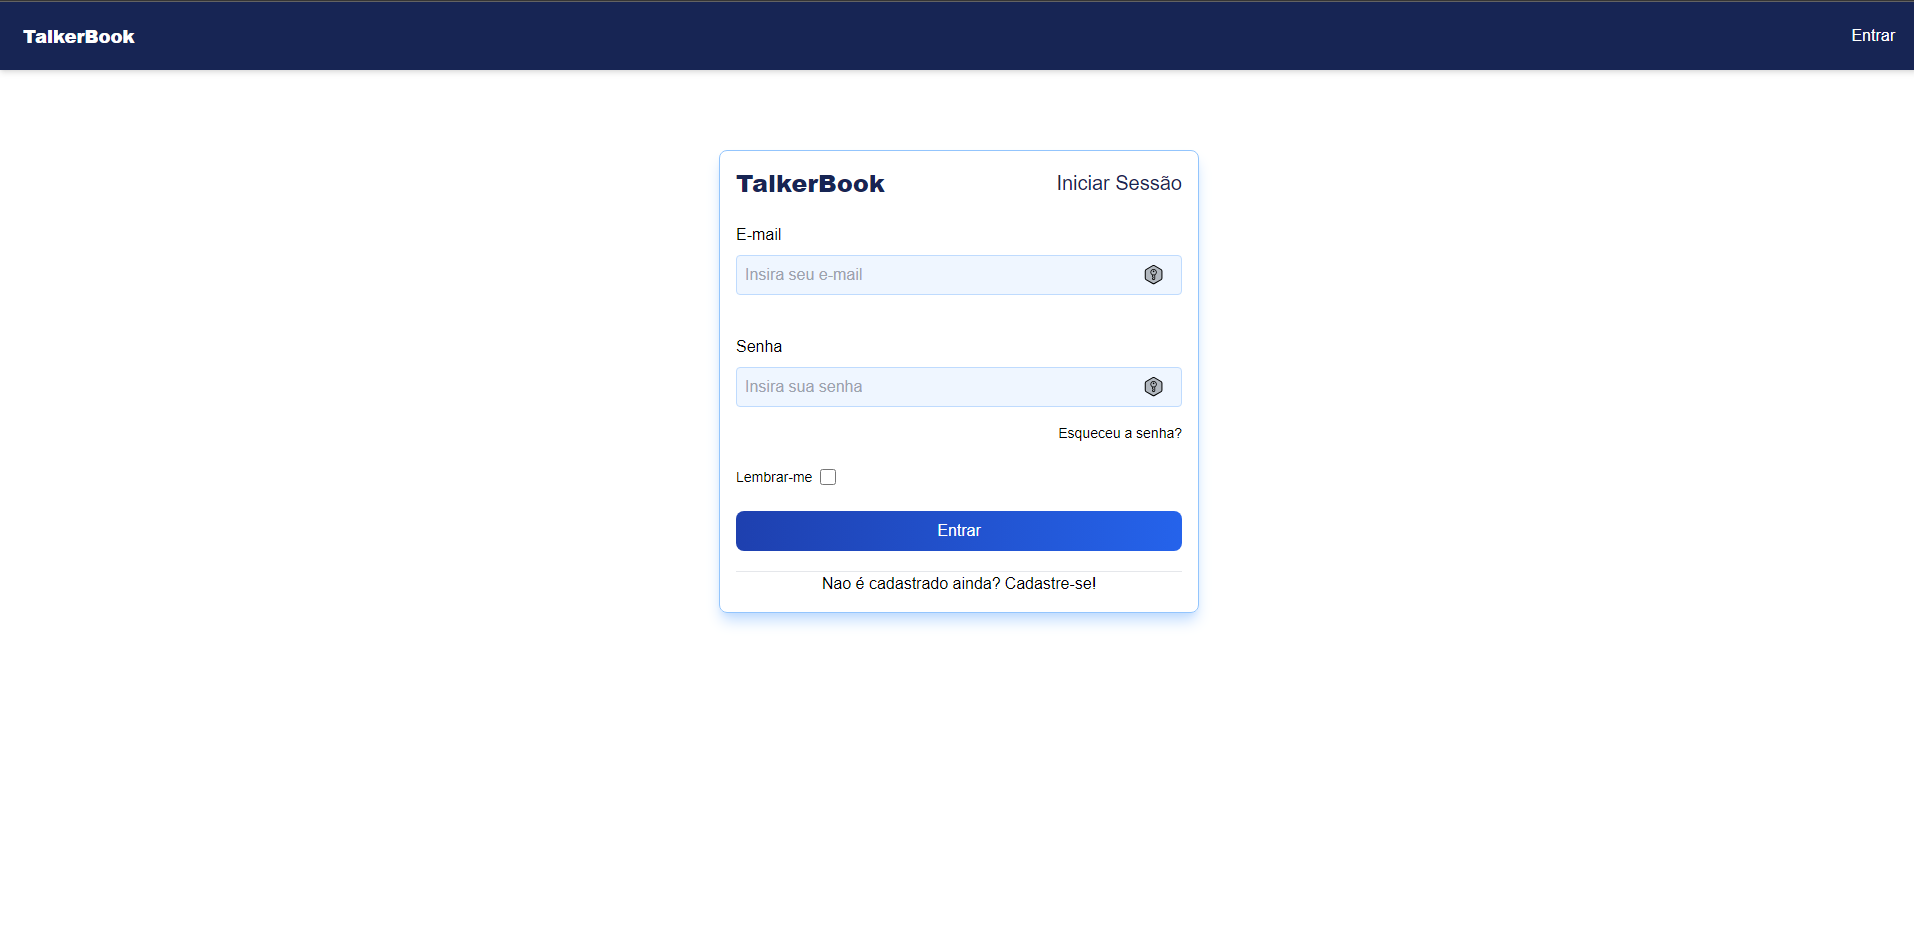 TalkerBook
Entrar
TalkerBook
Iniciar Sessão
E-mail
Insira seu e-mail
Senha
Insira sua senha
Esqueceu a senha?
Lembrar-me
Entrar
Nao é cadastrado ainda? Cadastre-se!